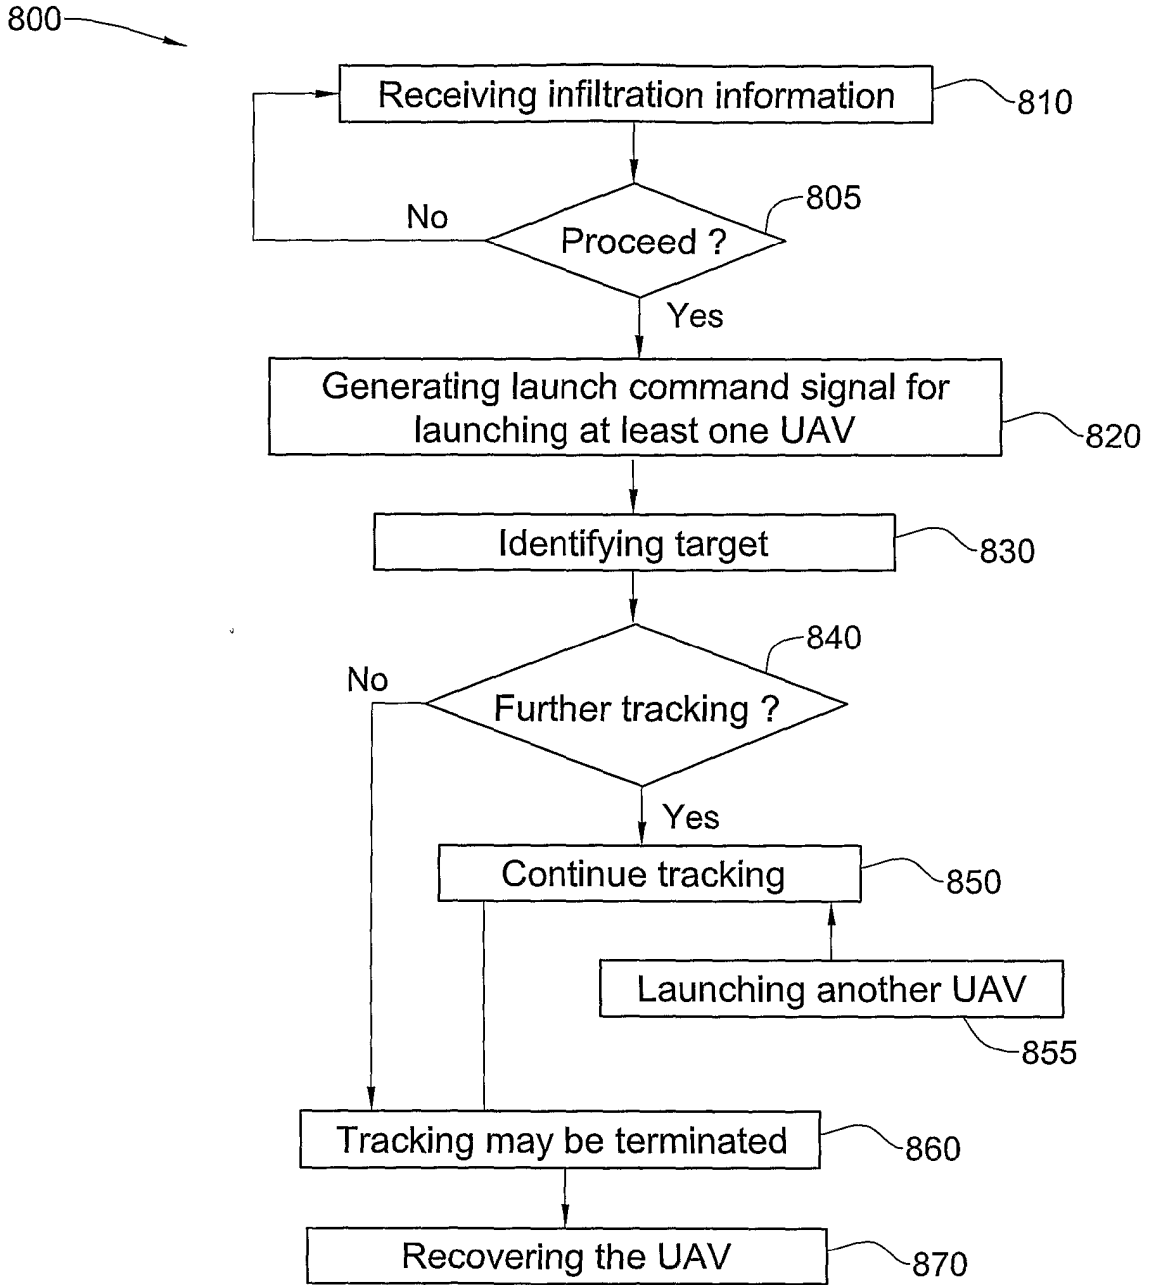 800
Receiving infiltration information
810
805
No
Proceed ?
Yes
Generating launch command signal for
launching at least one UAV
820
Identifying target
830
840
No
Further tracking ?
Yes
Continue tracking
850
Launching another UAV
855
Tracking may be terminated
860
Recovering the UAV
870